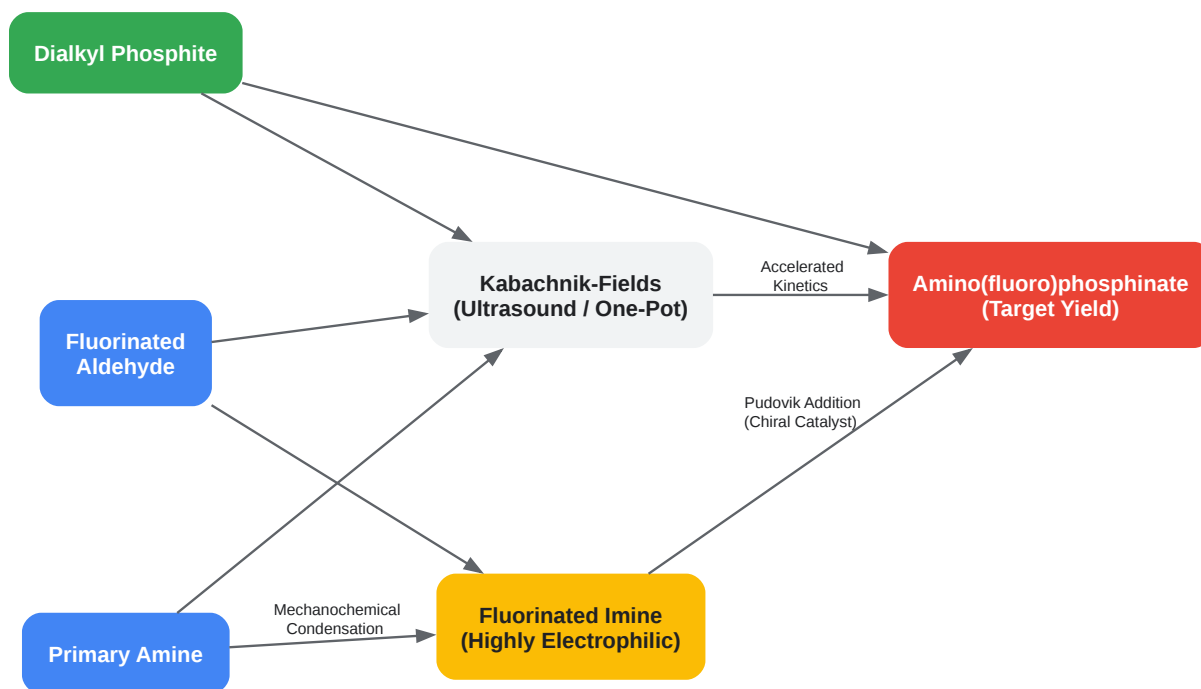 Dialkyl Phosphite
Kabachnik-Fields
(Ultrasound / One-Pot)
Accelerated
Kinetics
Amino(fluoro)phosphinate
(Target Yield)
Fluorinated
Aldehyde
Pudovik Addition
(Chiral Catalyst)
Mechanochemical
Condensation
Fluorinated Imine
(Highly Electrophilic)
Primary Amine